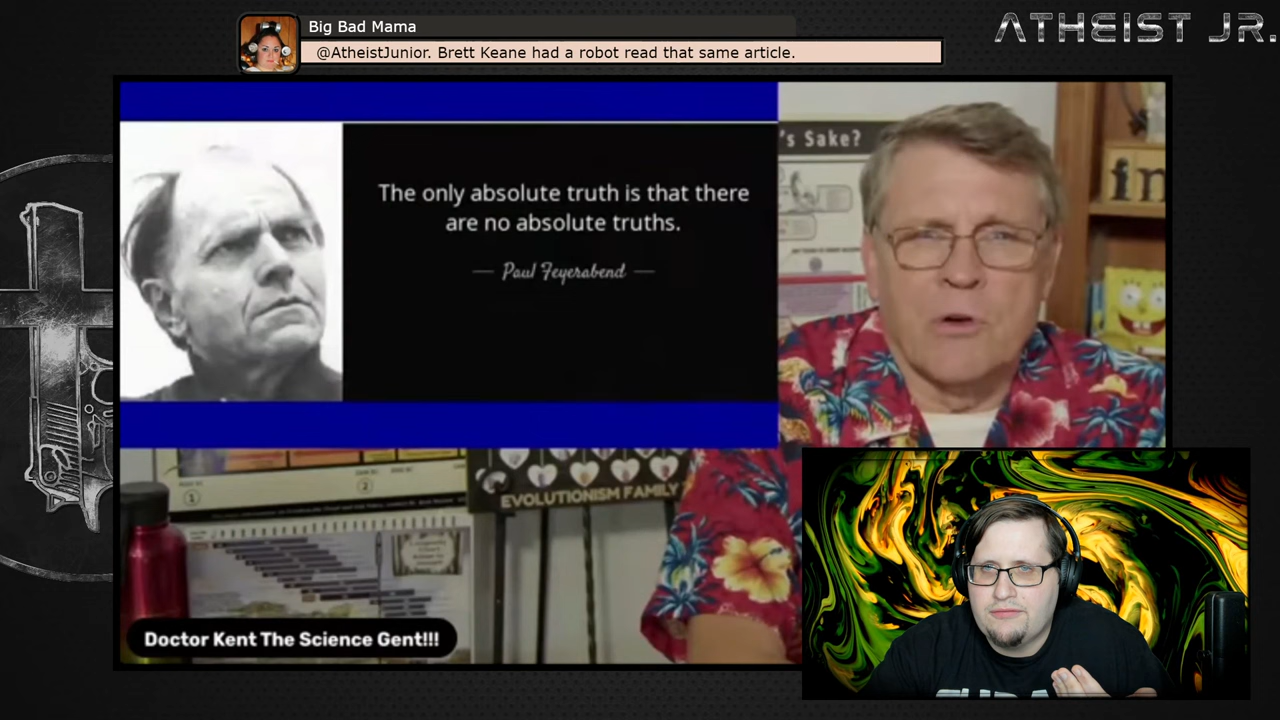 Big Bad Mama
@AtheistJunior. Brett Keane had a robot read that same article.
ATHEIST JR.
's Sake?
The only absolute truth is that there
are no absolute truths.
Paul Feyerabend
EVOLUTIONISM FAMILY
Doctor Kent The Science Gent!!!